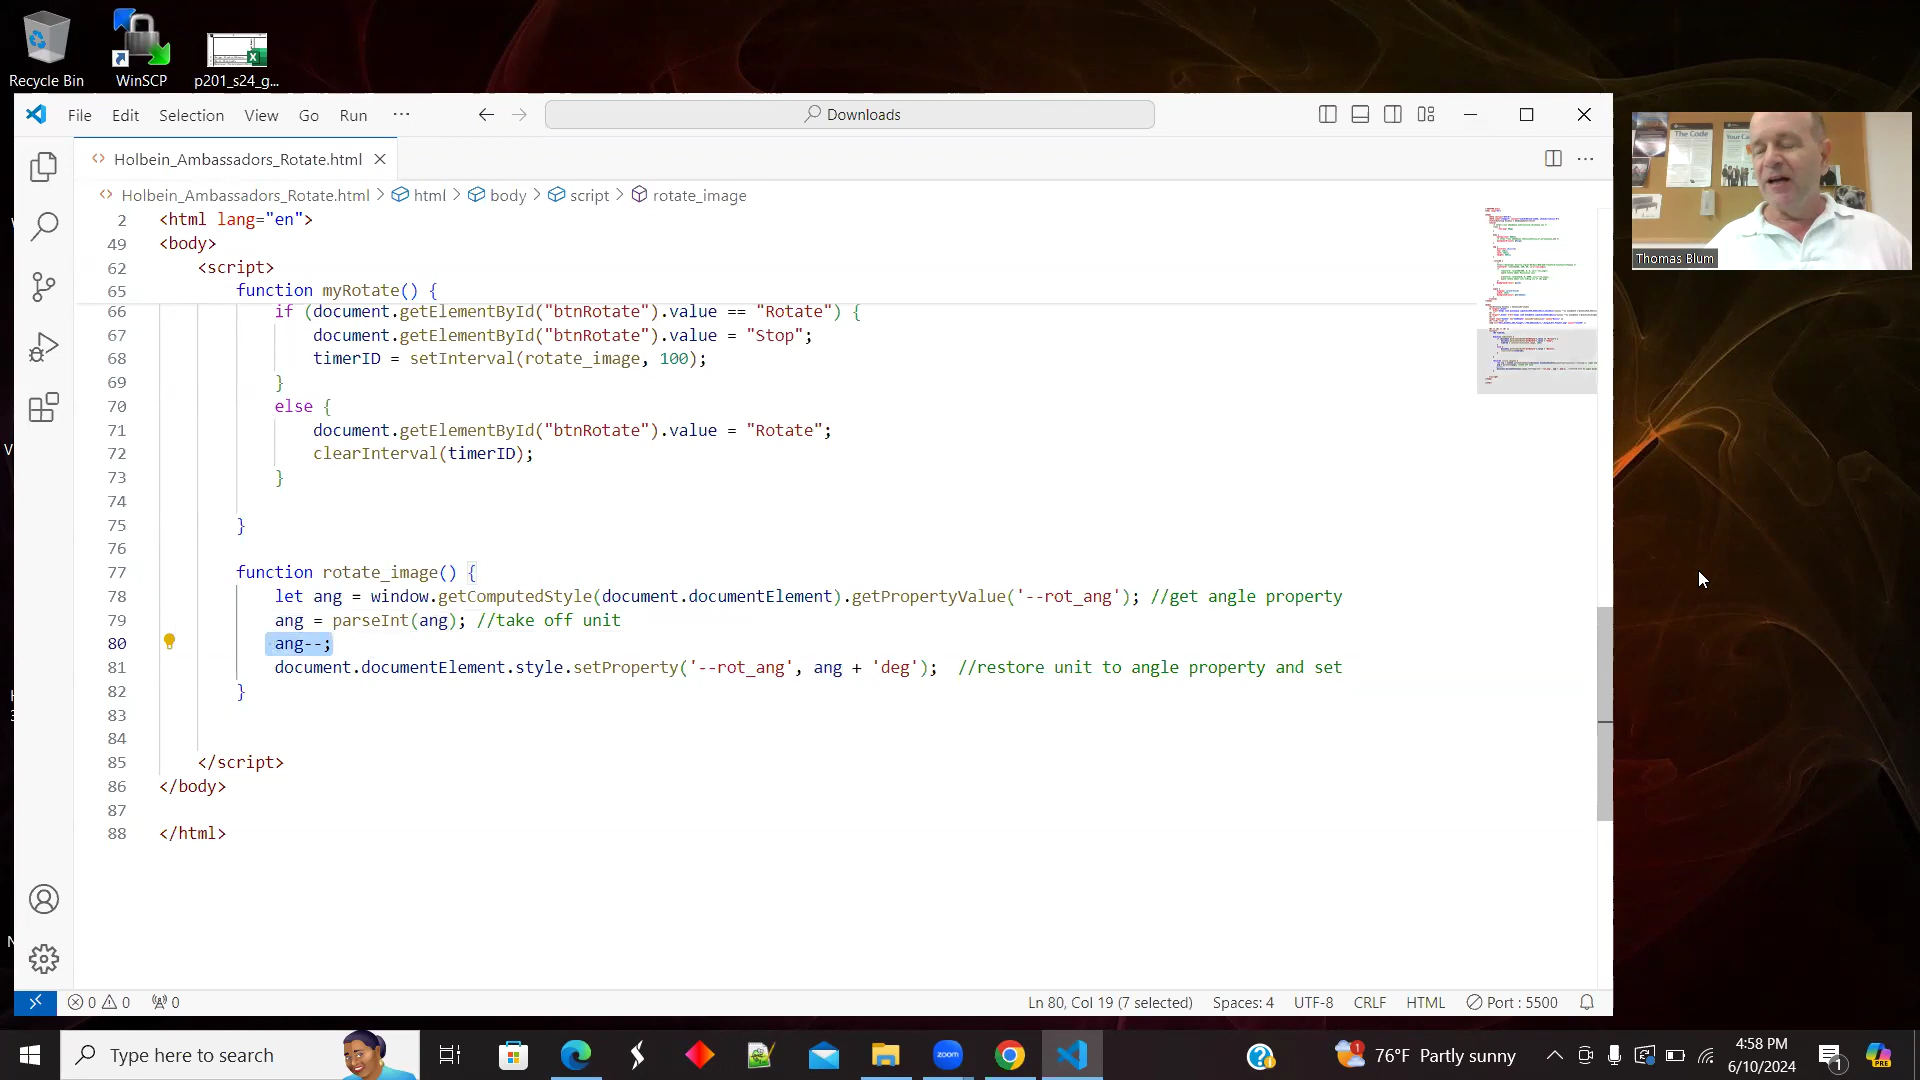 Recycle Bin
WinSCP
p201_s24_g...
File Edit Selection View Go Run ...
Downloads
Holbein_Ambassadors_Rotate.html
Holbein_Ambassadors_Rotate.html > html > body > script > rotate_image
2 <html lang="en">
49 <body>
62 <script>
65 function myRotate() {
66 if (document.getElementById("btnRotate").value == "Rotate") {
67 document.getElementById("btnRotate").value = "Stop";
68 timerID = setInterval(rotate_image, 100);
69 }
70 else {
71 document.getElementById("btnRotate").value = "Rotate";
72 clearInterval(timerID);
73 }
74
75 }
76
77 function rotate_image() {
78 let ang = window.getComputedStyle(document.documentElement).getPropertyValue('--rot_ang'); //get angle property
79 ang = parseInt(ang); //take off unit
80 ang--;
81 document.documentElement.style.setProperty('--rot_ang', ang + 'deg'); //restore unit to angle property and set
82 }
83
84
85 </script>
86 </body>
87
88 </html>
The Code
Your Ca
Thomas Blum
0 0 0
Ln 80, Col 19 (7 selected) Spaces: 4 UTF-8 CRLF HTML Port : 5500
Type here to search
zoom
76°F Partly sunny
4:58 PM
6/10/2024
1
PRE